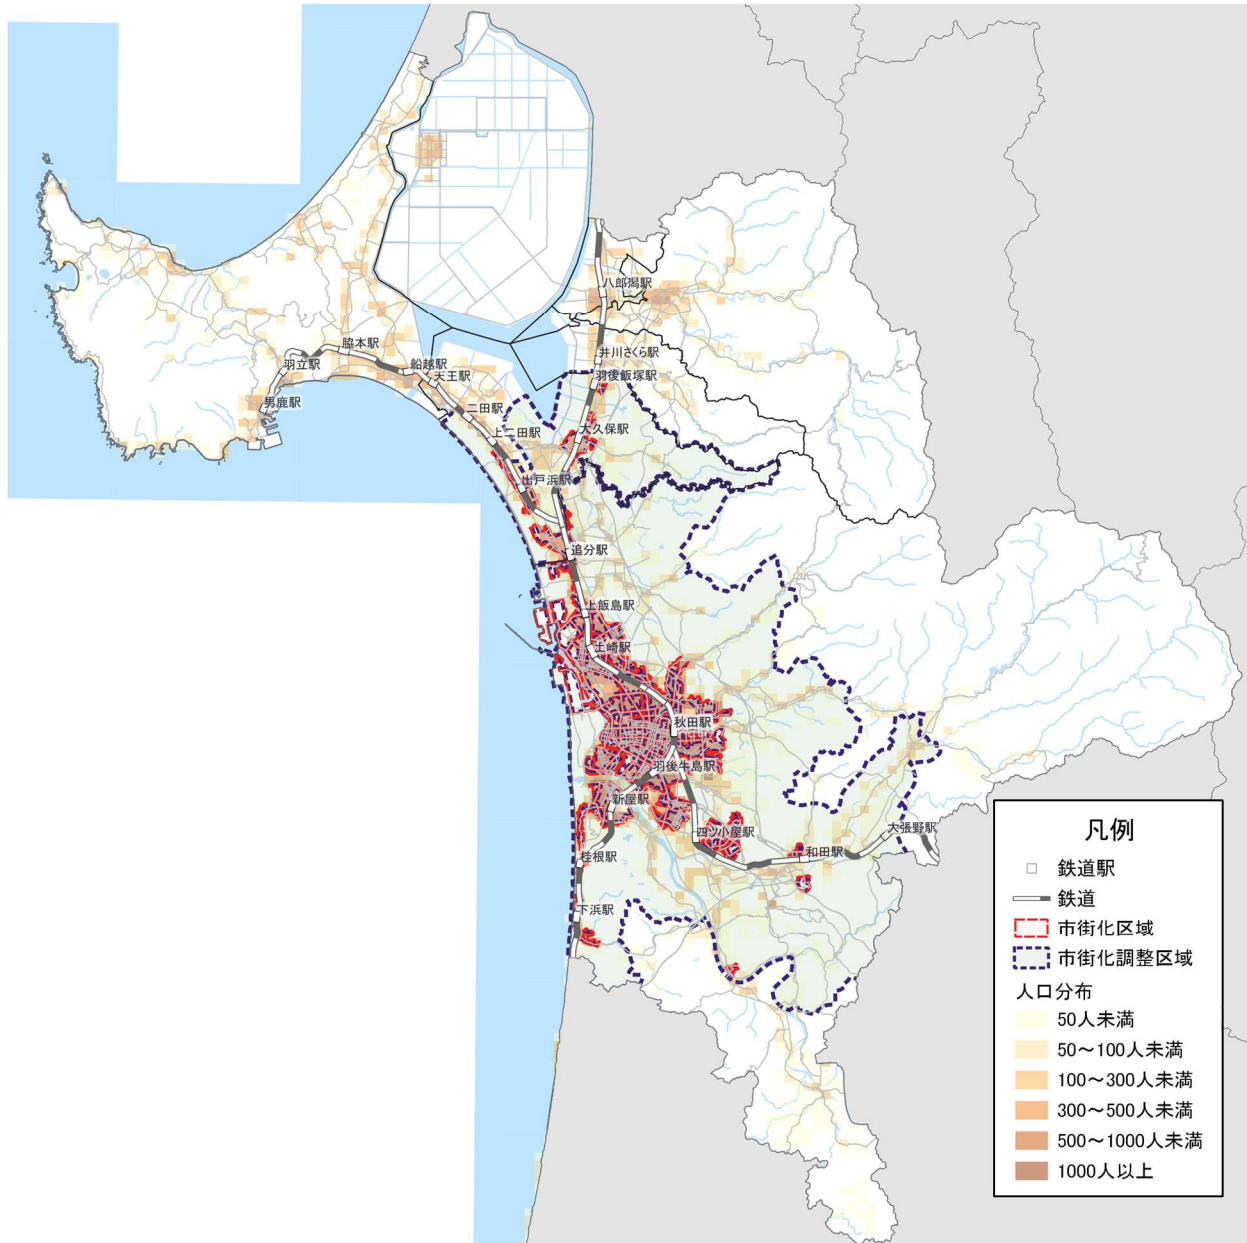 八郎潟駅
井川さくら駅
羽後飯塚駅
脇本駅
羽立駅
船越駅
天王駅
男鹿駅
二田駅
上二田駅
大久保駅
出戸浜駅
追分駅
上飯島駅
土崎駅
秋田駅
羽後牛島駅
新屋駅
四ツ小屋駅
大張野駅
和田駅
桂根駅
下浜駅
凡例
鉄道駅
鉄道
市街化区域
市街化調整区域
人口分布
50人未満
50～100人未満
100～300人未満
300～500人未満
500～1000人未満
1000人以上